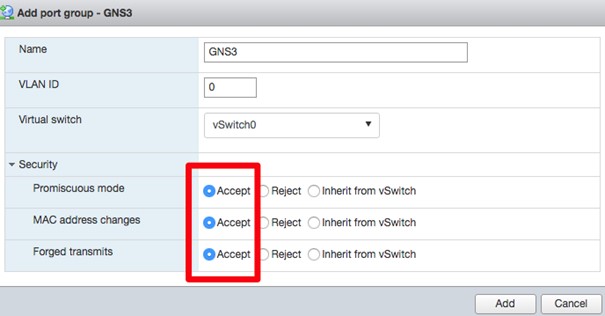 Add port group - GNS3
Name GNS3
VLAN ID 0
Virtual switch vSwitch0
Security
Promiscuous mode Accept Reject Inherit from vSwitch
MAC address changes Accept Reject Inherit from vSwitch
Forged transmits Accept Reject Inherit from vSwitch
Add Cancel